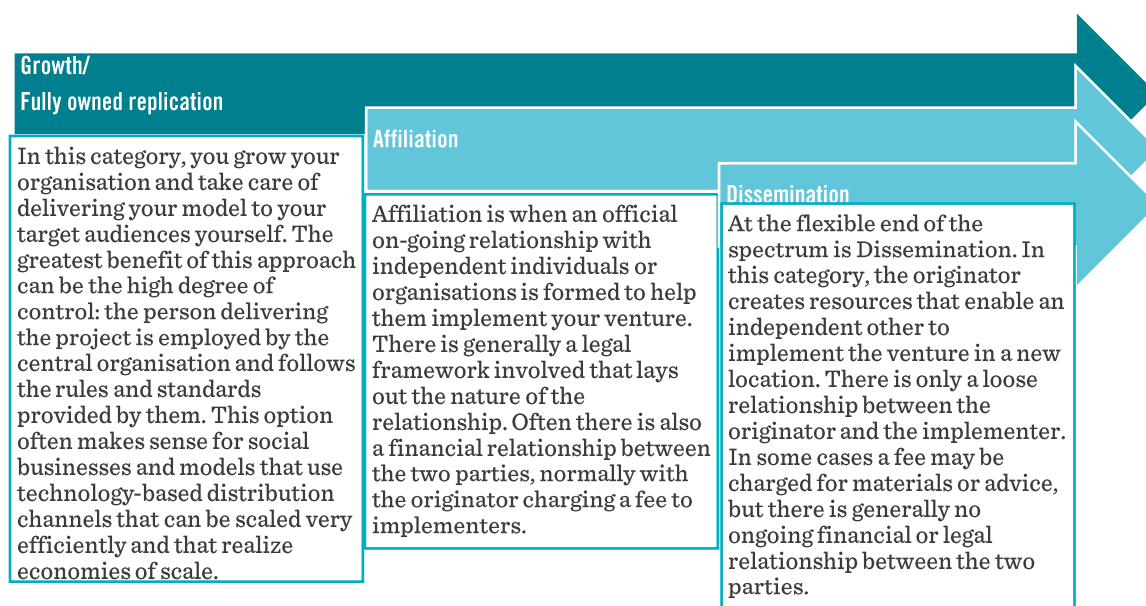 Growth/
Fully owned replication
In this category, you grow your
organisation and take care of
delivering your model to your
target audiences yourself. The
greatest benefit of this approach
can be the high degree of
control: the person delivering
the project is employed by the
central organisation and follows
the rules and standards
provided by them. This option
often makes sense for social
businesses and models that use
technology-based distribution
channels that can be scaled very
efficiently and that realize
economies of scale.
Affiliation
Affiliation is when an official
on-going relationship with
independent individuals or
organisations is formed to help
them implement your venture.
There is generally a legal
framework involved that lays
out the nature of the
relationship. Often there is also
a financial relationship between
the two parties, normally with
the originator charging a fee to
implementers.
Dissemination
At the flexible end of the
spectrum is Dissemination. In
this category, the originator
creates resources that enable an
independent other to
implement the venture in a new
location. There is only a loose
relationship between the
originator and the implementer.
In some cases a fee may be
charged for materials or advice,
but there is generally no
ongoing financial or legal
relationship between the two
parties.